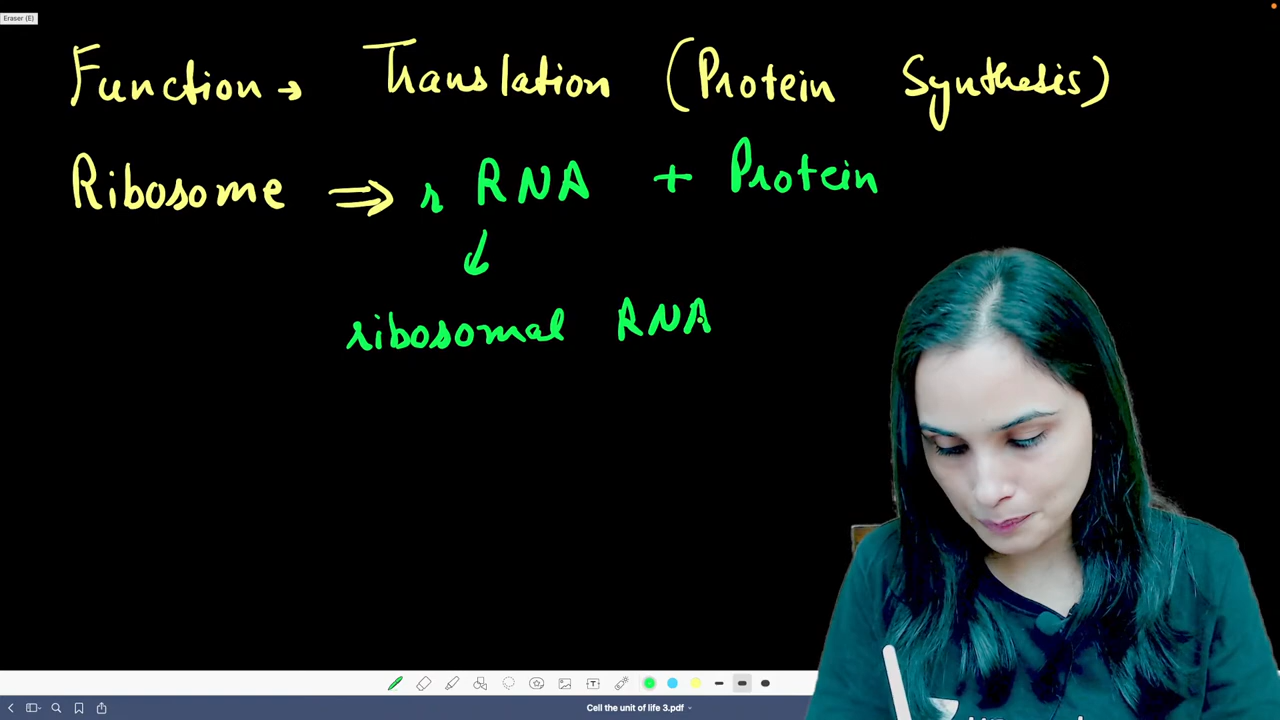 Eraser (E)
Function → Translation (Protein Synthesis)
Ribosome ⇒ r RNA + Protein
↓
ribosomal RNA
Cell the unit of life 3.pdf